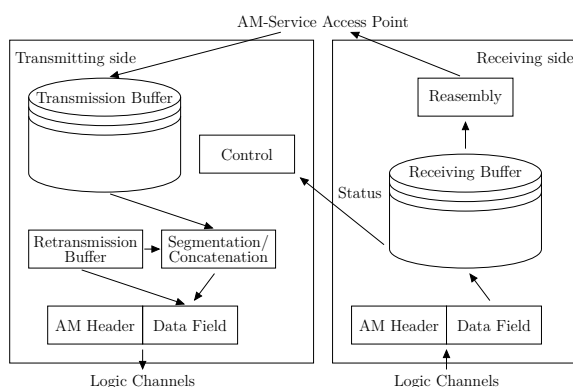 AM-Service Access Point
Transmitting side
Transmission Buffer
Control
Retransmission
Buffer
Segmentation/
Concatenation
AM Header
Data Field
Logic Channels
Receiving side
Reassembly
Receiving Buffer
Status
AM Header
Data Field
Logic Channels